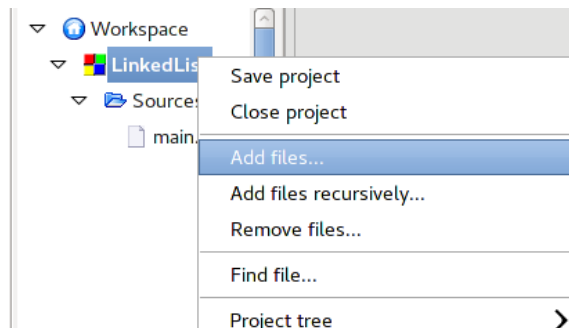 Workspace
LinkedLis
Sources
main.
Save project
Close project
Add files...
Add files recursively...
Remove files...
Find file...
Project tree